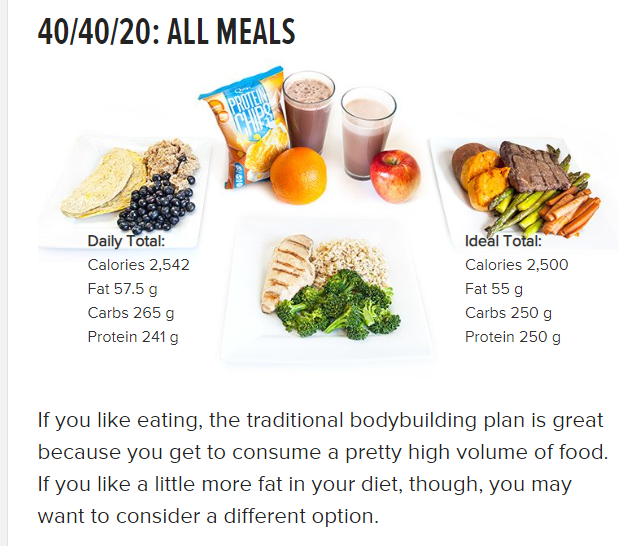 40/40/20: ALL MEALS
Quest
PROTEIN
CHIPS
Daily Total:
Calories 2,542
Fat 57.5 g
Carbs 265 g
Protein 241 g
Ideal Total:
Calories 2,500
Fat 55 g
Carbs 250 g
Protein 250 g
If you like eating, the traditional bodybuilding plan is great
because you get to consume a pretty high volume of food.
If you like a little more fat in your diet, though, you may
want to consider a different option.